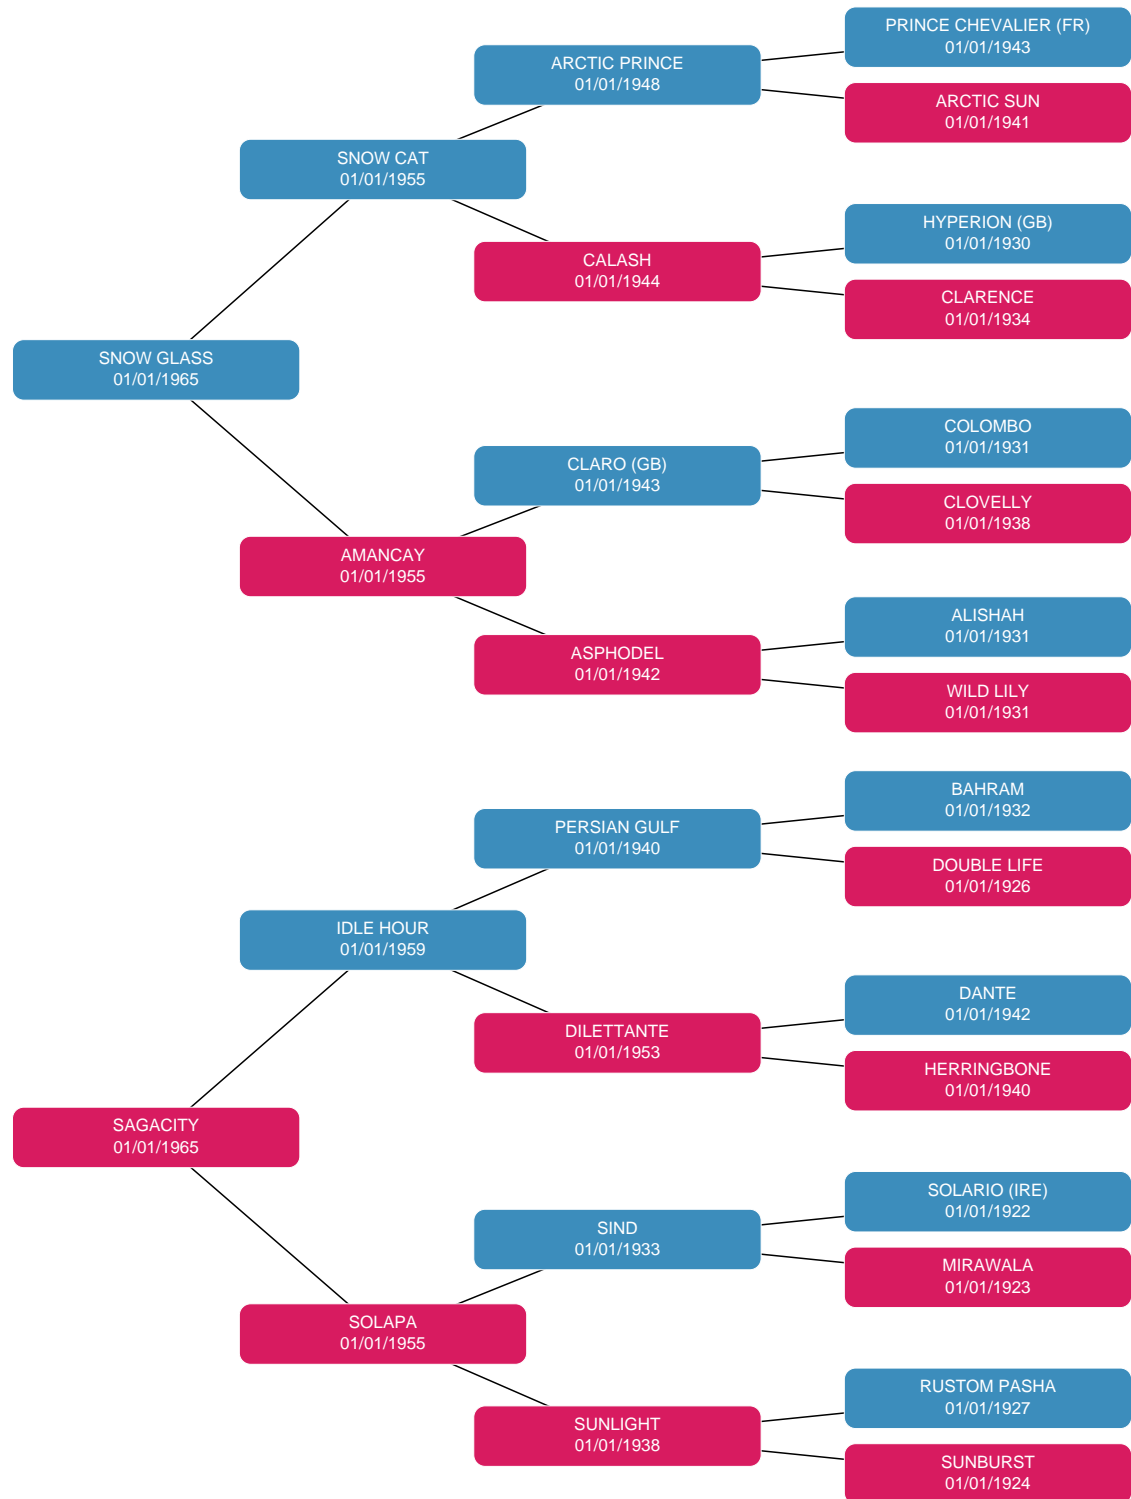 PRINCE CHEVALIER (FR)
01/01/1943
ARCTIC PRINCE
01/01/1948
ARCTIC SUN
01/01/1941
SNOW CAT
01/01/1955
HYPERION (GB)
01/01/1930
CALASH
01/01/1944
CLARENCE
01/01/1934
SNOW GLASS
01/01/1965
COLOMBO
01/01/1931
CLARO (GB)
01/01/1943
CLOVELLY
01/01/1938
AMANCAY
01/01/1955
ALISHAH
01/01/1931
ASPHODEL
01/01/1942
WILD LILY
01/01/1931
BAHRAM
01/01/1932
PERSIAN GULF
01/01/1940
DOUBLE LIFE
01/01/1926
IDLE HOUR
01/01/1959
DANTE
01/01/1942
DILETTANTE
01/01/1953
HERRINGBONE
01/01/1940
SAGACITY
01/01/1965
SOLARIO (IRE)
01/01/1922
SIND
01/01/1933
MIRAWALA
01/01/1923
SOLAPA
01/01/1955
RUSTOM PASHA
01/01/1927
SUNLIGHT
01/01/1938
SUNBURST
01/01/1924